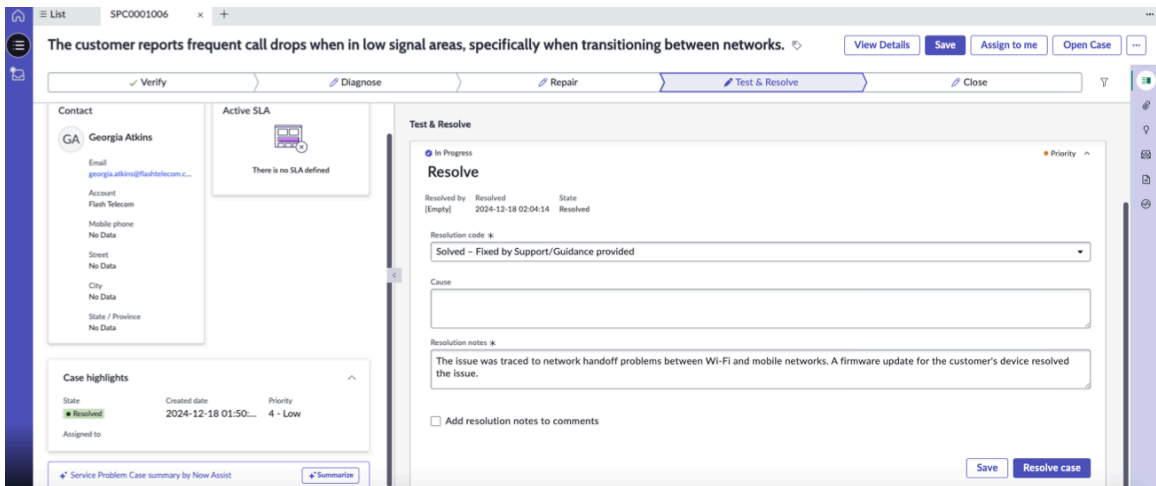 List
SPC0001006
The customer reports frequent call drops when in low signal areas, specifically when transitioning between networks.
View Details
Save
Assign to me
Open Case
Verify
Diagnose
Repair
Test & Resolve
Close
Contact
GA
Georgia Atkins
Email
georgia.atkins@flashtelecom.c...
Account
Flash Telecom
Mobile phone
No Data
Street
No Data
City
No Data
State / Province
No Data
Active SLA
There is no SLA defined
Case highlights
State
Created date
Priority
Resolved
2024-12-18 01:50:...
4 - Low
Assigned to
Service Problem Case summary by Now Assist
Summarize
Test & Resolve
In Progress
Priority
Resolve
Resolved by
Resolved
State
[Empty]
2024-12-18 02:04:14
Resolved
Resolution code *
Solved – Fixed by Support/Guidance provided
Cause
Resolution notes *
The issue was traced to network handoff problems between Wi-Fi and mobile networks. A firmware update for the customer's device resolved
the issue.
Add resolution notes to comments
Save
Resolve case